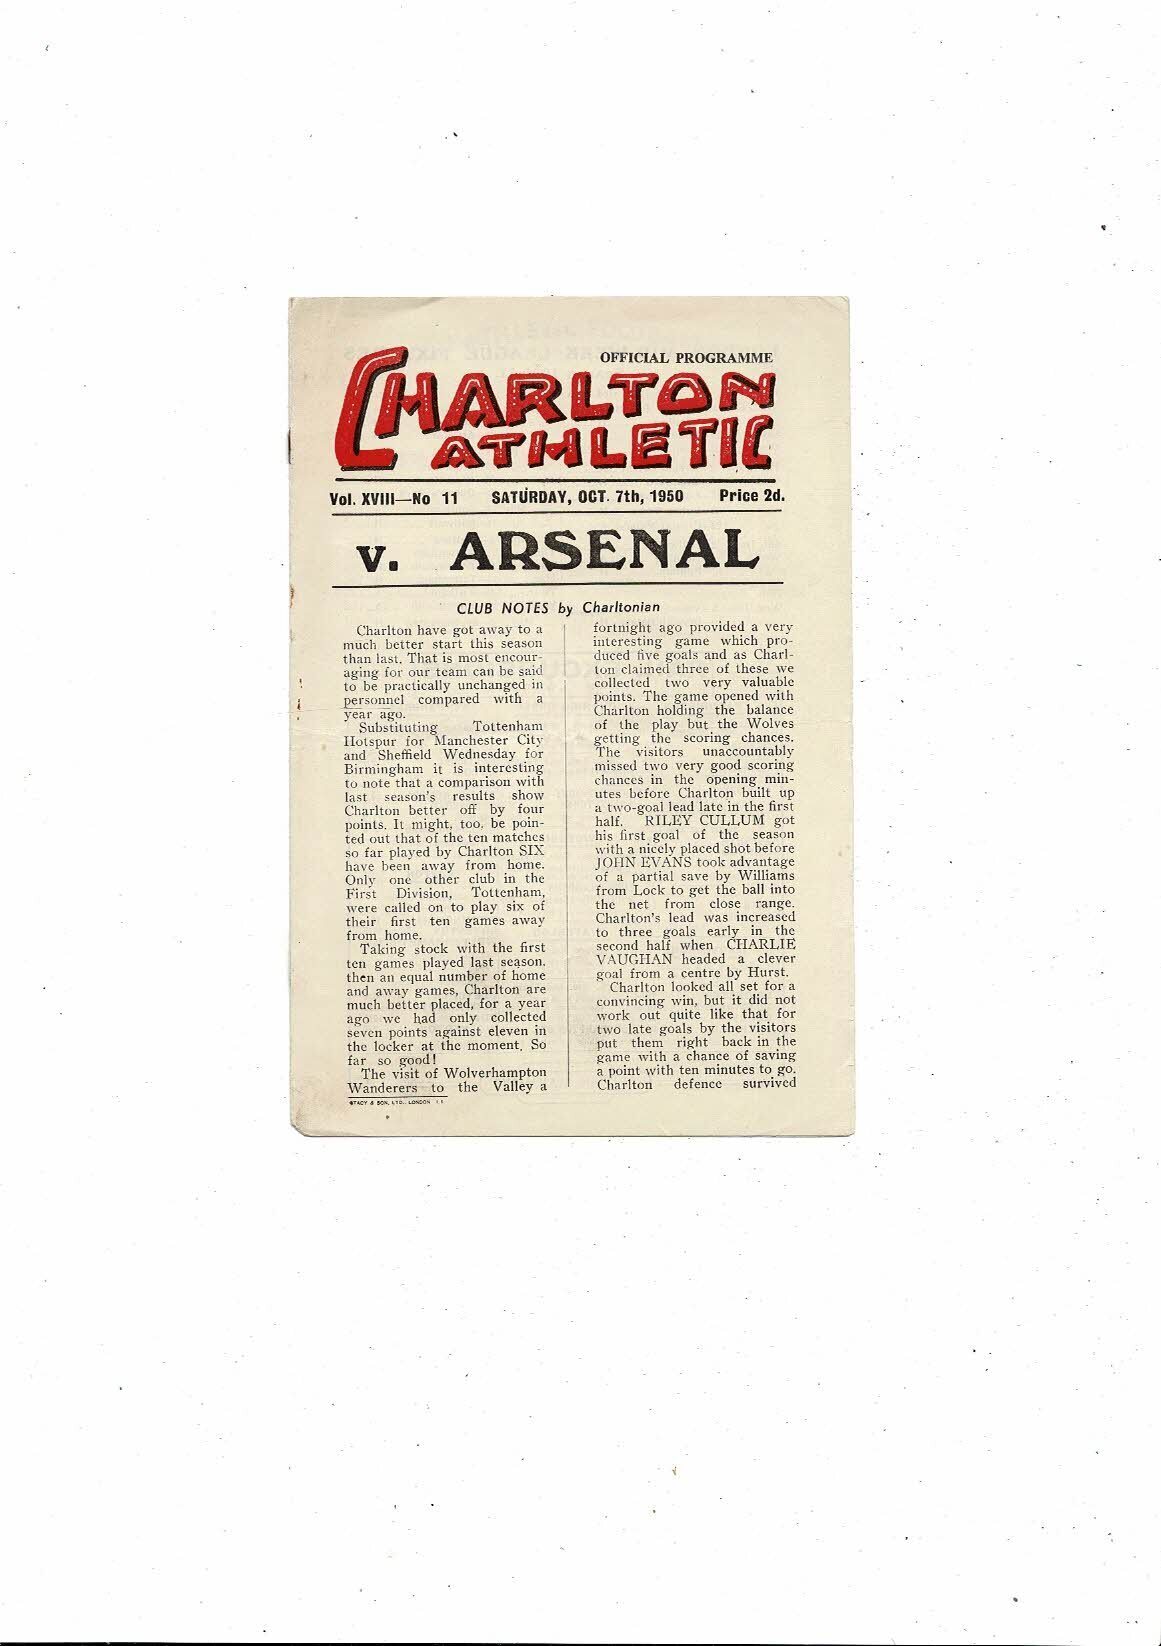 OFFICIAL PROGRAMME
CHARLTON
ATHLETIC
Vol. XVIII—No 11 SATURDAY, OCT. 7th, 1950 Price 2d.
v. ARSENAL
CLUB NOTES by Charltonian
Charlton have got away to a
much better start this season
than last. That is most encour-
aging for our team can be said
to be practically unchanged in
personnel compared with a
year ago.
Substituting Tottenham
Hotspur for Manchester City
and Sheffield Wednesday for
Birmingham it is interesting
to note that a comparison with
last season's results show
Charlton better off by four
points. It might, too, be poin-
ted out that of the ten matches
so far played by Charlton SIX
have been away from home.
Only one other club in the
First Division, Tottenham,
were called on to play six of
their first ten games away
from home.
Taking stock with the first
ten games played last season,
then an equal number of home
and away games, Charlton are
much better placed, for a year
ago we had only collected
seven points against eleven in
the locker at the moment. So
far so good!
The visit of Wolverhampton
Wanderers to the Valley a
STACY & SON, LTD., LONDON
fortnight ago provided a very
interesting game which pro-
duced five goals and as Charl-
ton claimed three of these we
collected two very valuable
points. The game opened with
Charlton holding the balance
of the play but the Wolves
getting the scoring chances.
The visitors unaccountably
missed two very good scoring
chances in the opening min-
utes before Charlton built up
a two-goal lead late in the first
half. RILEY CULLUM got
his first goal of the season
with a nicely placed shot before
JOHN EVANS took advantage
of a partial save by Williams
from Lock to get the ball into
the net from close range.
Charlton's lead was increased
to three goals early in the
second half when CHARLIE
VAUGHAN headed a clever
goal from a centre by Hurst.
Charlton looked all set for a
convincing win, but it did not
work out quite like that for
two late goals by the visitors
put them right back in the
game with a chance of saving
a point with ten minutes to go.
Charlton defence survived